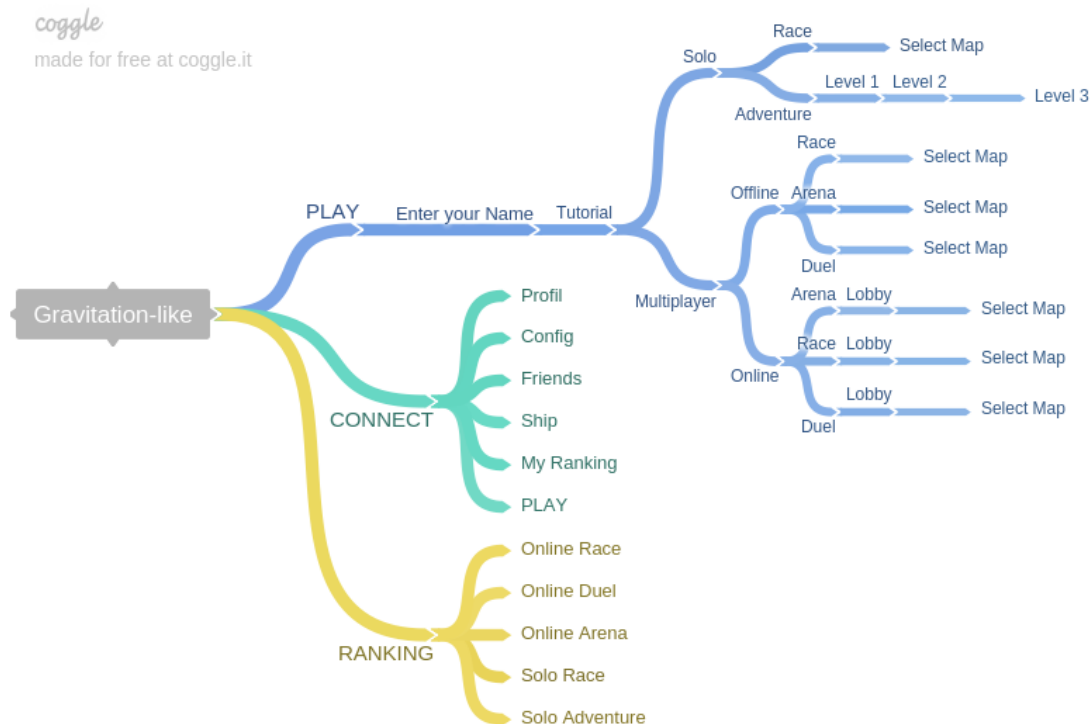 coggle
made for free at coggle.it
Gravitation-like
PLAY
Enter your Name
Tutorial
Solo
Race
Select Map
Adventure
Level 1
Level 2
Level 3
Multiplayer
Offline
Race
Select Map
Arena
Select Map
Duel
Select Map
Online
Arena
Lobby
Select Map
Race
Lobby
Select Map
Duel
Lobby
Select Map
CONNECT
Profil
Config
Friends
Ship
My Ranking
PLAY
RANKING
Online Race
Online Duel
Online Arena
Solo Race
Solo Adventure